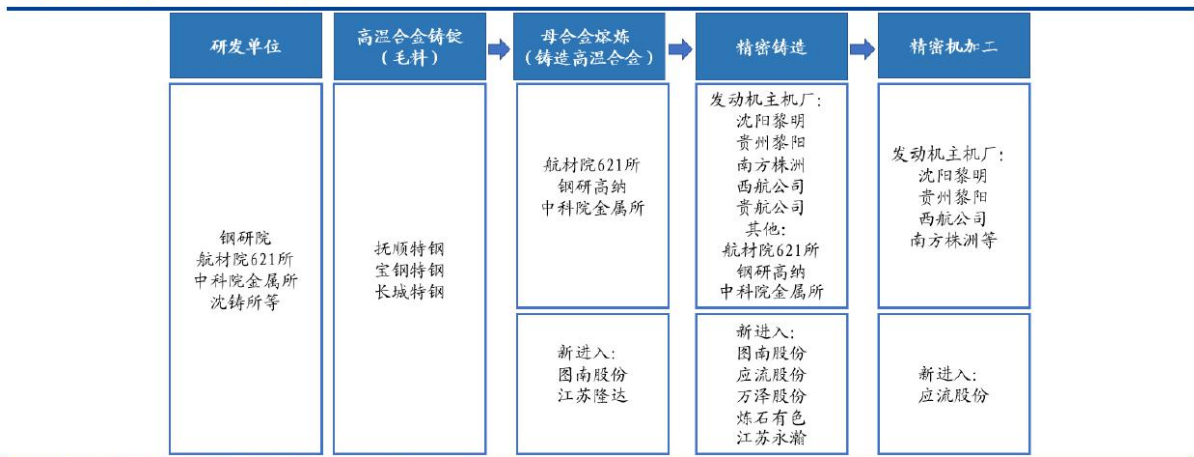 研发单位
高温合金铸锭
（毛料）
母合金熔炼
（铸造高温合金）
精密铸造
精密机加工
钢研院
航材院621所
中科院金属所
沈铸所等
抚顺特钢
宝钢特钢
长城特钢
航材院621所
钢研高纳
中科院金属所
新进入：
图南股份
江苏隆达
发动机主机厂：
沈阳黎明
贵州黎阳
南方株洲
西航公司
贵航公司
其他：
航材院621所
钢研高纳
中科院金属所
新进入：
图南股份
应流股份
万泽股份
炼石有色
江苏永瀚
发动机主机厂：
沈阳黎明
贵州黎阳
西航公司
南方株洲等
新进入：
应流股份